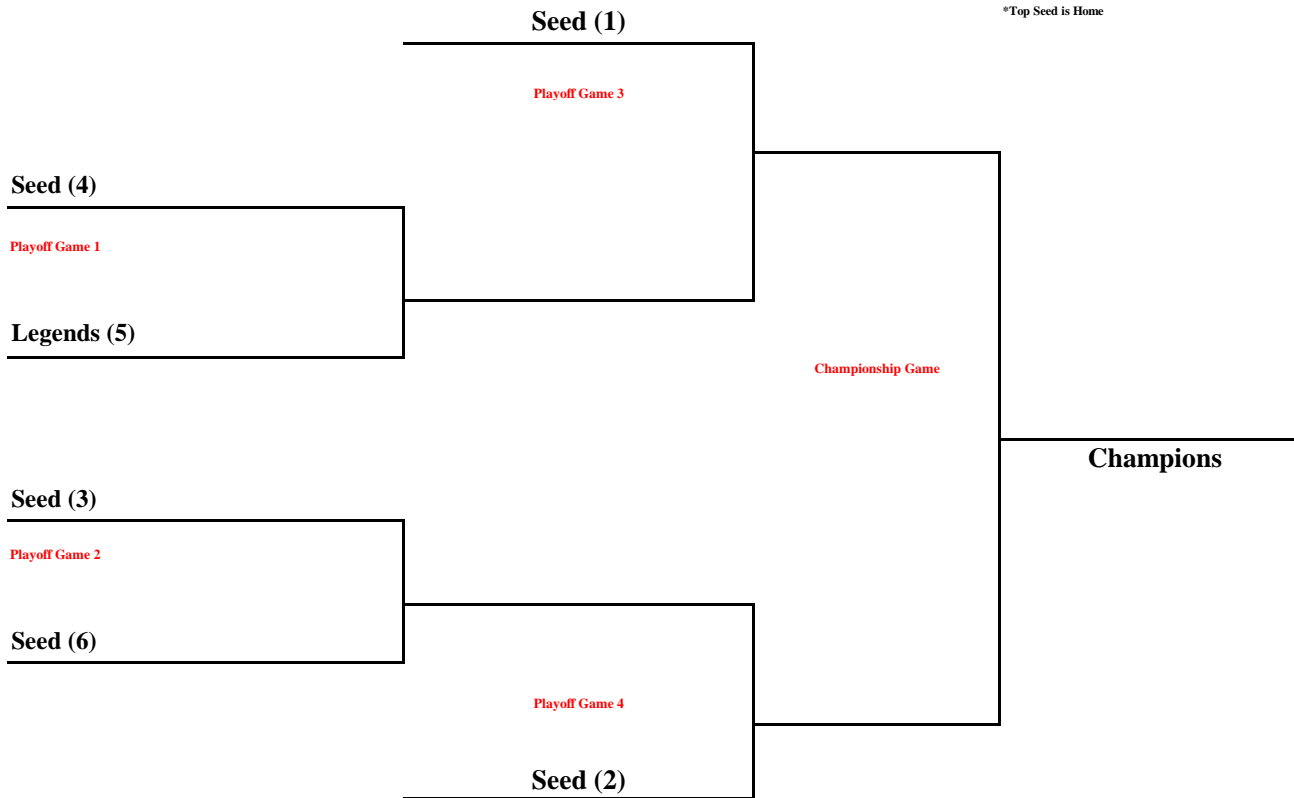 *Top Seed is Home
Seed (1)
Playoff Game 3
Seed (4)
Playoff Game 1
Legends (5)
Championship Game
Champions
Seed (3)
Playoff Game 2
Seed (6)
Playoff Game 4
Seed (2)